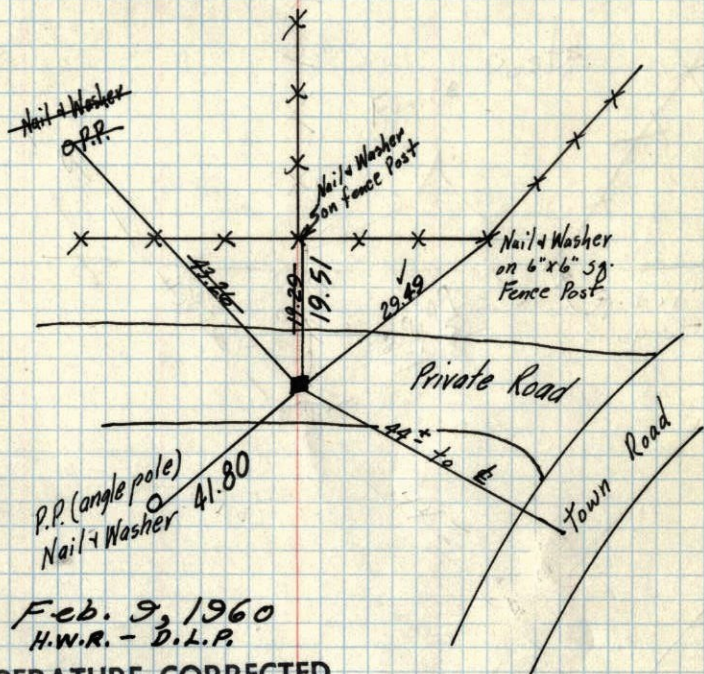 Nail & Washer
P.P.
Nail & Washer
on fence Post
Nail & Washer
on 6"x6" sq.
Fence Post
43.26
19.29
19.51
29.49
Private Road
44 ± to ℄
Town Road
P.P. (angle pole)
Nail & Washer
41.80
Feb. 9, 1960
H.W.R. - D.L.P.
PERATURE CORRECTED